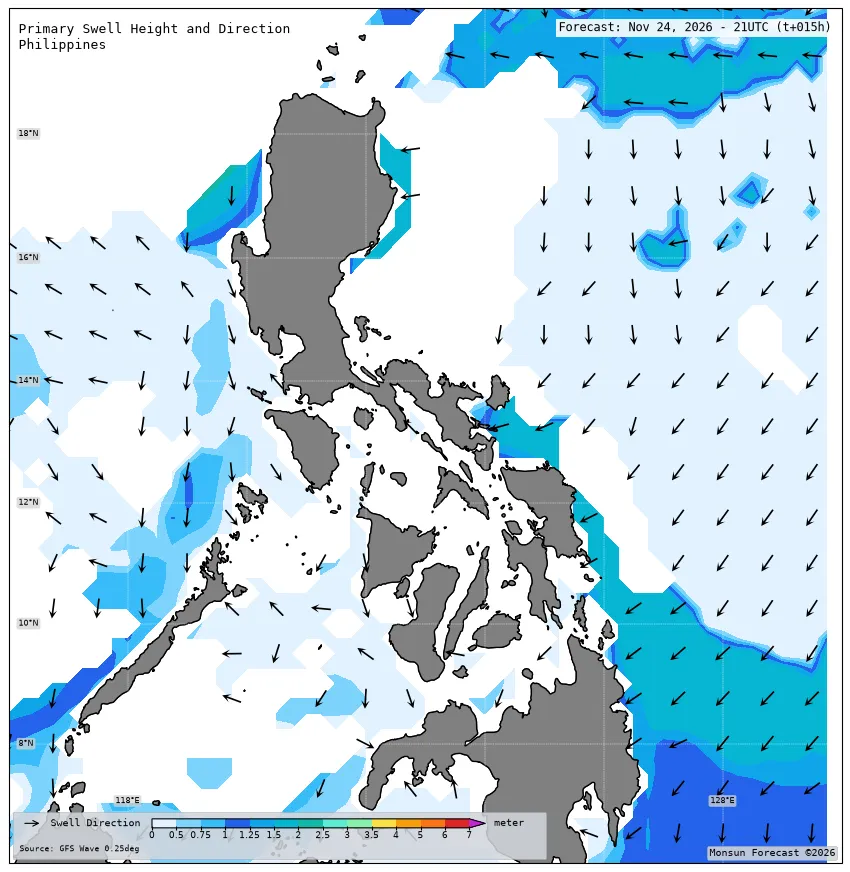 Primary Swell Height and Direction
Philippines
Forecast: Nov 24, 2026 - 21UTC (t+015h)
18°N
16°N
14°N
12°N
10°N
8°N
118°E
128°E
Swell Direction
0 0.5 0.75 1 1.25 1.5 2 2.5 3 3.5 4 5 6 7
meter
Source: GFS Wave 0.25deg
Monsun Forecast ©2026